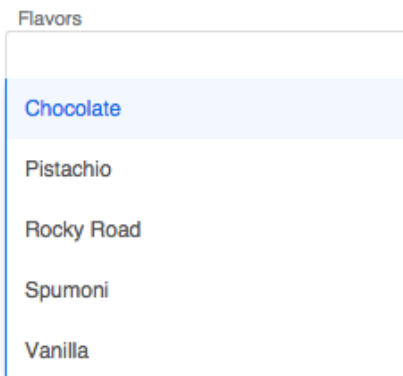 Flavors
Chocolate
Pistachio
Rocky Road
Spumoni
Vanilla